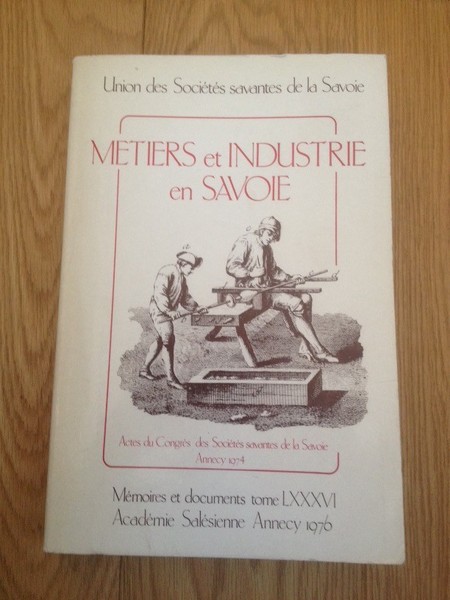 Union des Sociétés savantes de la Savoie
METIERS et INDUSTRIE
en SAVOIE
Actes du Congrès des Sociétés savantes de la Savoie
Annecy 1974
Mémoires et documents tome LXXXVI
Académie Salésienne Annecy 1976